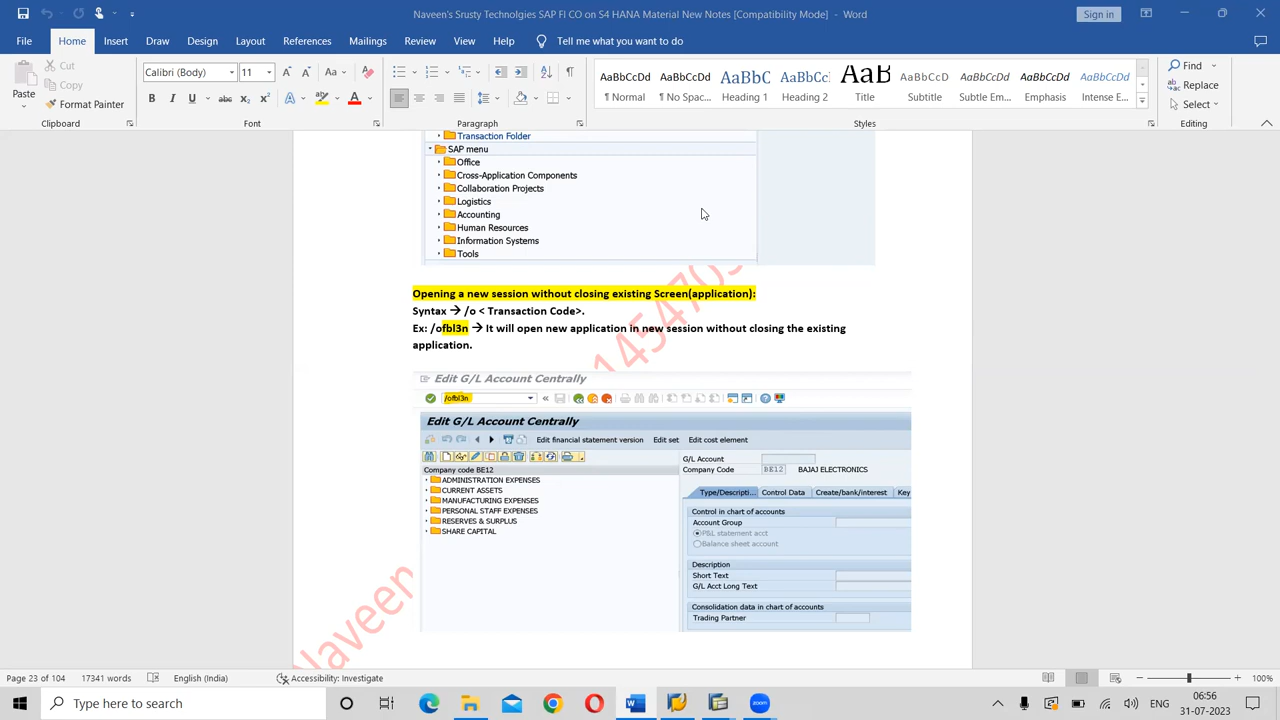 Naveen's SAP FI CO on S4 HANA Material New Notes [Compatibility Mode] - Word
Sign in
File Home Insert Draw Design Layout References Mailings Review View Help Tell me what you want to do
Paste
Cut
Copy
Format Painter
Clipboard
Calibri (Body) 11
Font
Paragraph
AaBbCcDd AaBbCcDd AaBbC AaBbCc AaB AaBbCcDd AaBbCcDd AaBbCcDd AaBbCcDd
¶ Normal ¶ No Spac... Heading 1 Heading 2 Title Subtitle Subtle Em... Emphasis Intense E...
Styles
Find
Replace
Select
Editing
Transaction Folder
SAP menu
Office
Cross-Application Components
Collaboration Projects
Logistics
Accounting
Human Resources
Information Systems
Tools
Opening a new session without closing existing Screen(application):
Syntax → /o < Transaction Code>.
Ex: /ofbl3n → It will open new application in new session without closing the existing
application.
Edit G/L Account Centrally
/ofbl3n
Edit G/L Account Centrally
Edit financial statement version Edit set Edit cost element
Company code BE12
ADMINISTRATION EXPENSES
CURRENT ASSETS
MANUFACTURING EXPENSES
PERSONAL STAFF EXPENSES
RESERVES & SURPLUS
SHARE CAPITAL
G/L Account
Company Code BE12 BAJAJ ELECTRONICS
Type/Descripti... Control Data Create/bank/interest Key
Control in chart of accounts
Account Group
P&L statement acct
Balance sheet account
Description
Short Text
G/L Acct Long Text
Consolidation data in chart of accounts
Trading Partner
Naveen
Page 23 of 104 17341 words English (India) Accessibility: Investigate
100%
Type here to search
zoom
ENG
06:56
31-07-2023